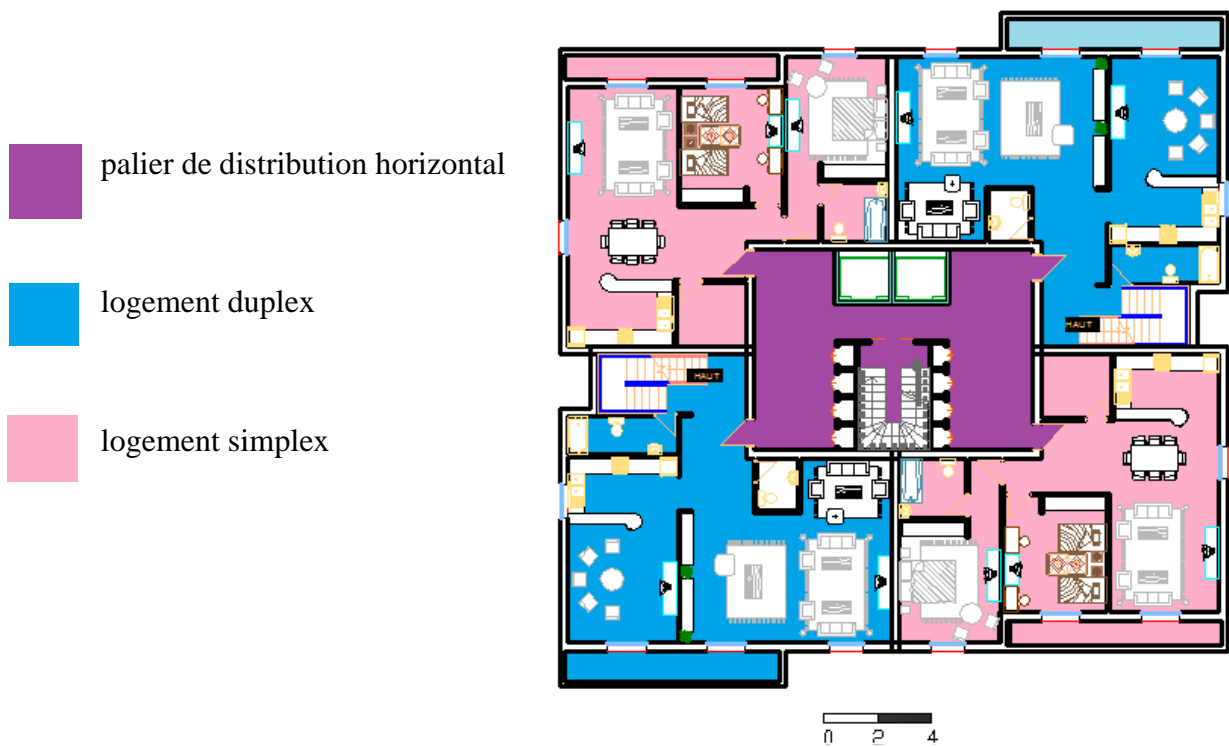 palier de distribution horizontal
logement duplex
logement simplex
HAUT
HAUT
0 2 4